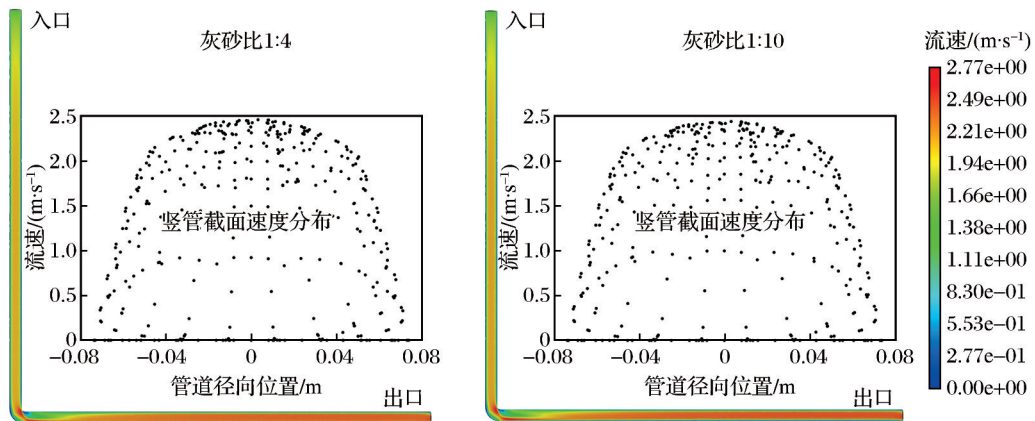 入口
灰砂比1:4
2.5
2.0
1.5
1.0
0.5
0
流速/(m·s⁻¹)
竖管截面速度分布
−0.08
−0.04
0
0.04
0.08
管道径向位置/m
出口
入口
灰砂比1:10
2.5
2.0
1.5
1.0
0.5
0
流速/(m·s⁻¹)
竖管截面速度分布
−0.08
−0.04
0
0.04
0.08
管道径向位置/m
出口
流速/(m·s⁻¹)
2.77e+00
2.49e+00
2.21e+00
1.94e+00
1.66e+00
1.38e+00
1.11e+00
8.30e−01
5.53e−01
2.77e−01
0.00e+00